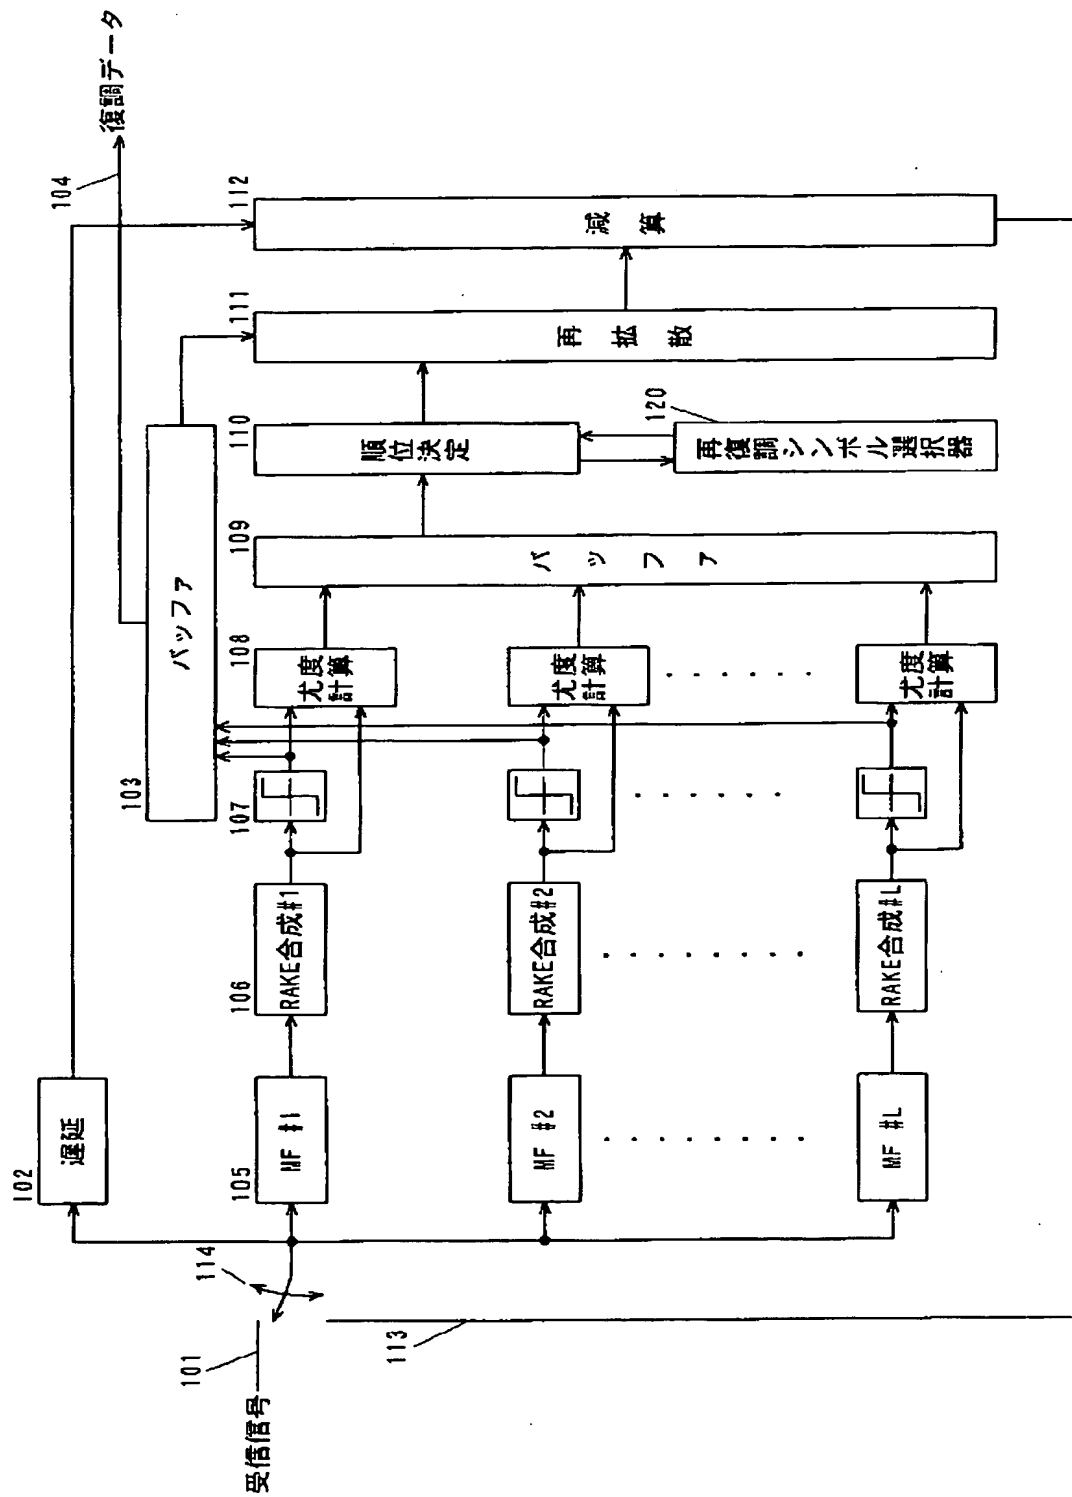 104
復調データ
102
遅延
103
バッファ
101
受信信号
114
113
105
MF #1
106
RAKE合成#1
107
108
尤度
計算
109
バッファ
110
順位決定
111
再拡散
112
減算
120
再復調シンボル選択器
MF #2
RAKE合成#2
尤度
計算
MF #L
RAKE合成#L
尤度
計算